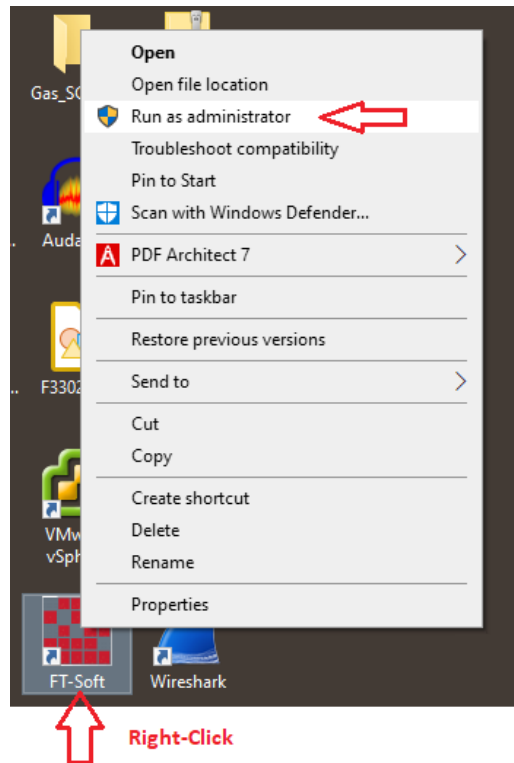 Open
Open file location
Run as administrator
Troubleshoot compatibility
Pin to Start
Scan with Windows Defender...
PDF Architect 7
Pin to taskbar
Restore previous versions
Send to
Cut
Copy
Create shortcut
Delete
Rename
Properties
Gas_SC
Auda
F3302
VMw
vSph
FT-Soft
Wireshark
Right-Click